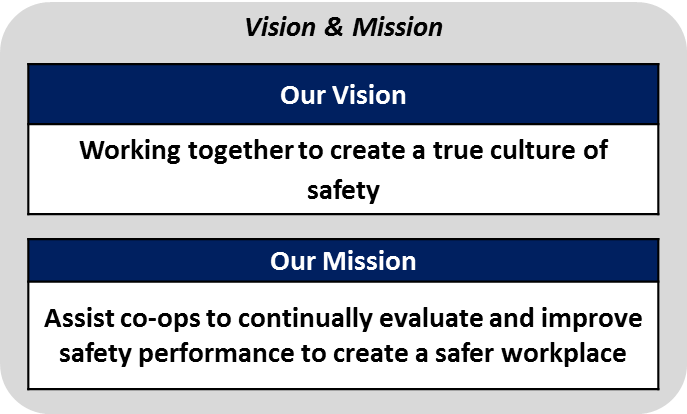 Vision & Mission
Our Vision
Working together to create a true culture of
safety
Our Mission
Assist co-ops to continually evaluate and improve
safety performance to create a safer workplace